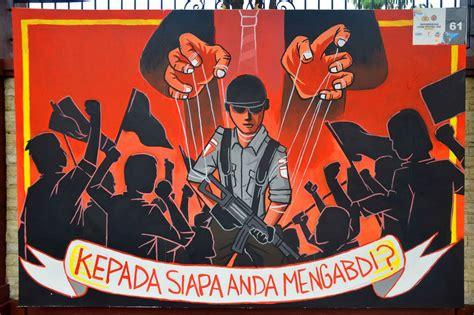 61
KEPADA SIAPA ANDA MENGABDI?